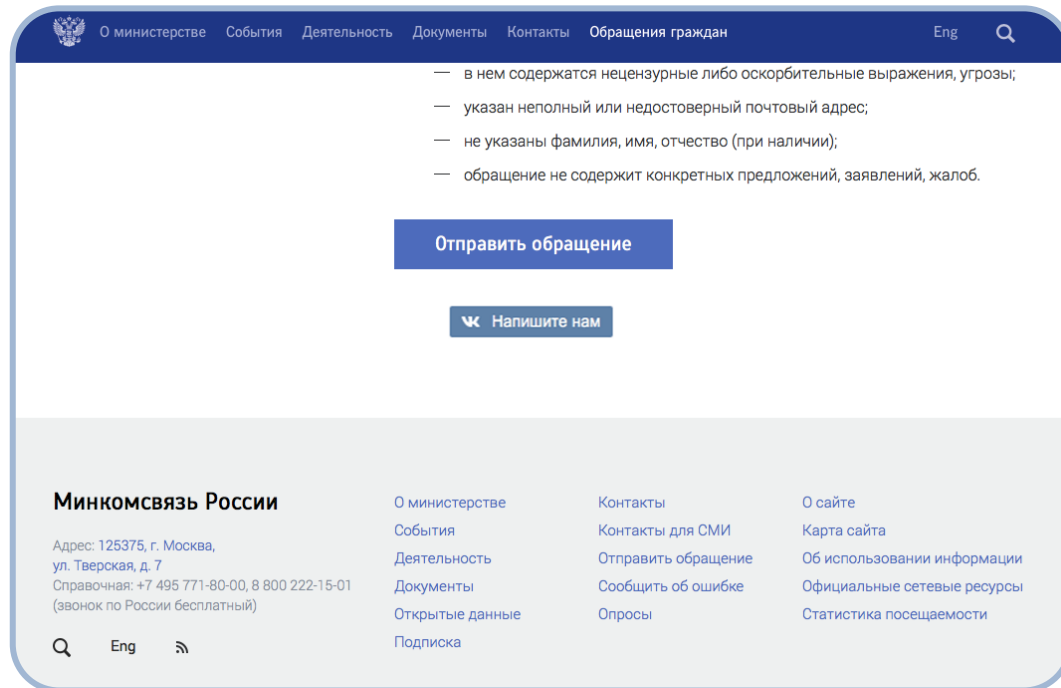 О министерстве События Деятельность Документы Контакты Обращения граждан Eng
— в нем содержатся нецензурные либо оскорбительные выражения, угрозы;
— указан неполный или недостоверный почтовый адрес;
— не указаны фамилия, имя, отчество (при наличии);
— обращение не содержит конкретных предложений, заявлений, жалоб.
Отправить обращение
Напишите нам
Минкомсвязь России
Адрес: 125375, г. Москва,
ул. Тверская, д. 7
Справочная: +7 495 771-80-00, 8 800 222-15-01
(звонок по России бесплатный)
Eng
О министерстве
События
Деятельность
Документы
Открытые данные
Подписка
Контакты
Контакты для СМИ
Отправить обращение
Сообщить об ошибке
Опросы
О сайте
Карта сайта
Об использовании информации
Официальные сетевые ресурсы
Статистика посещаемости